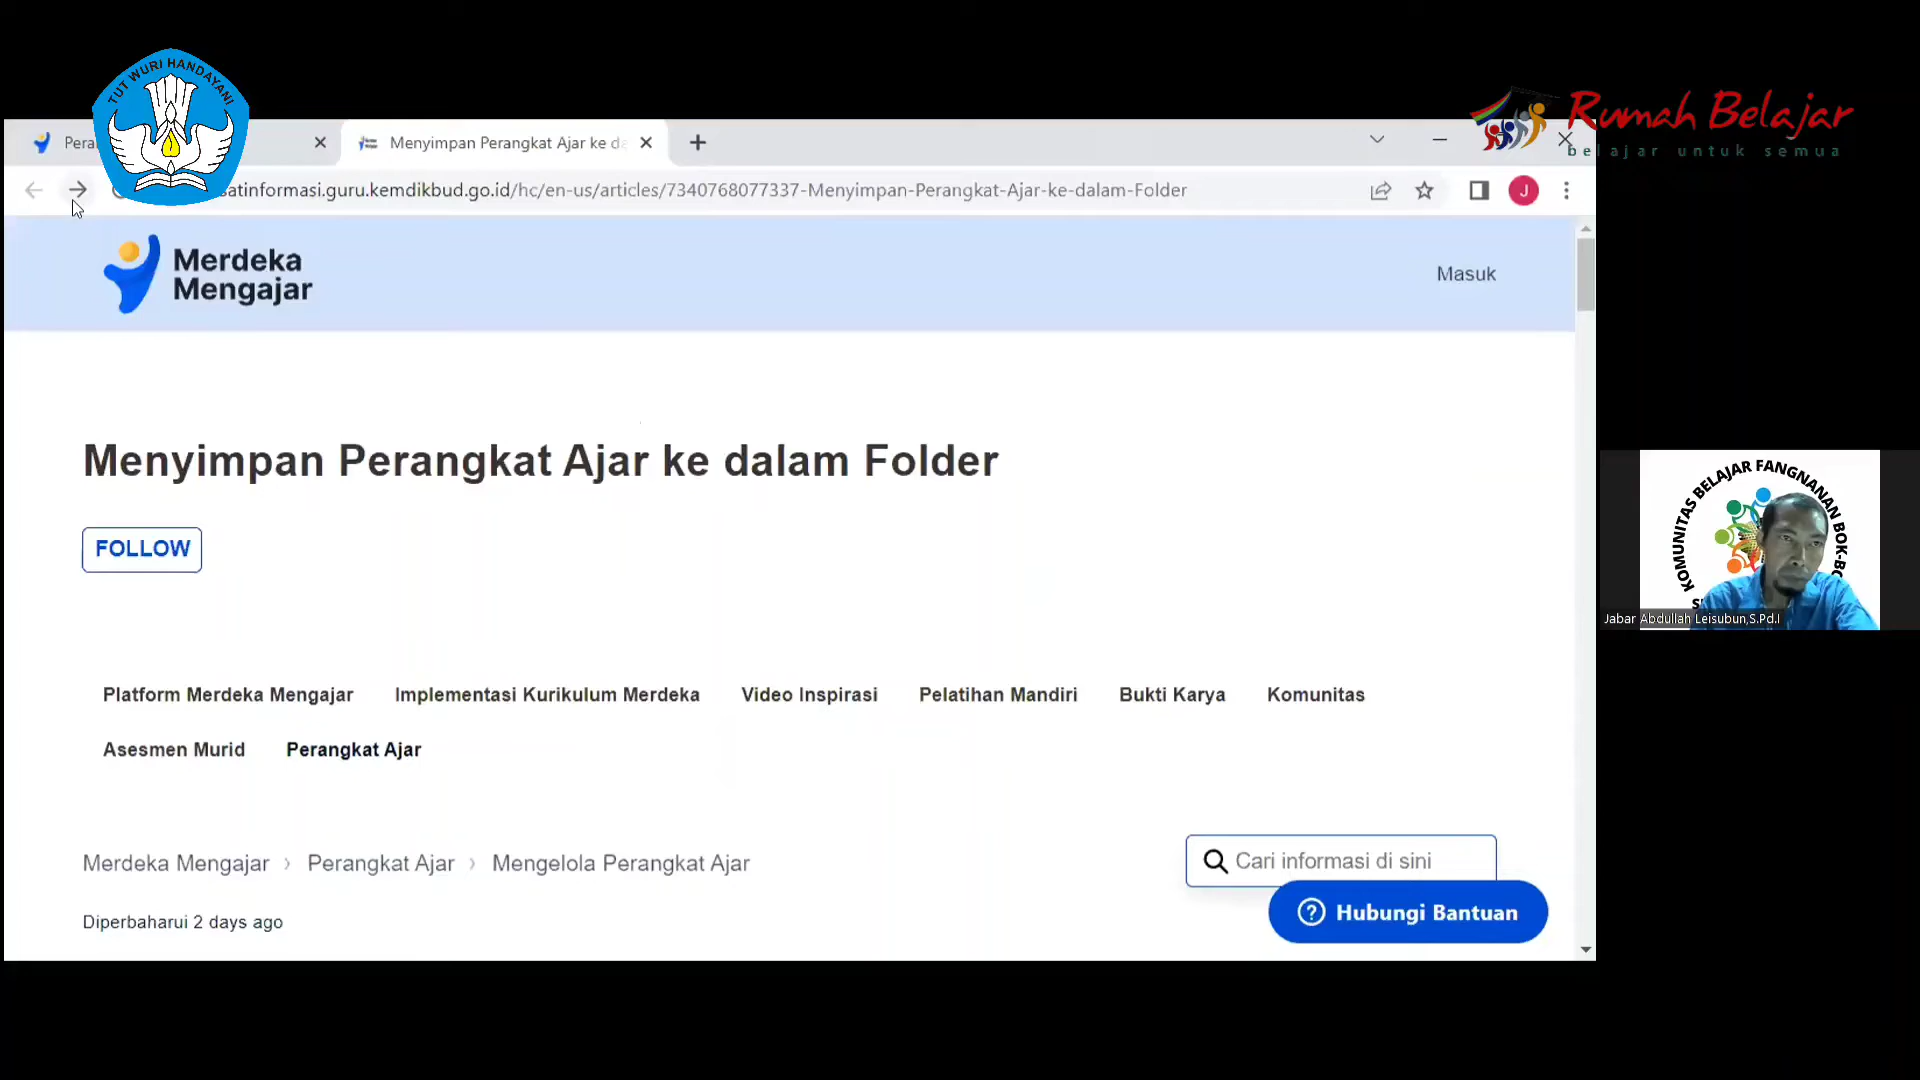 TUT WURI HANDAYANI
Rumah Belajar
belajar untuk semua
Menyimpan Perangkat Ajar ke d
satinformasi.guru.kemdikbud.go.id/hc/en-us/articles/7340768077337-Menyimpan-Perangkat-Ajar-ke-dalam-Folder
J
Merdeka
Mengajar
Masuk
Menyimpan Perangkat Ajar ke dalam Folder
FOLLOW
KOMUNITAS BELAJAR FANGNANAN
Jabar Abdullah Leisubun,S.Pd.I
Platform Merdeka Mengajar Implementasi Kurikulum Merdeka Video Inspirasi Pelatihan Mandiri Bukti Karya Komunitas
Asesmen Murid Perangkat Ajar
Merdeka Mengajar › Perangkat Ajar › Mengelola Perangkat Ajar
Cari informasi di sini
Diperbaharui 2 days ago
Hubungi Bantuan